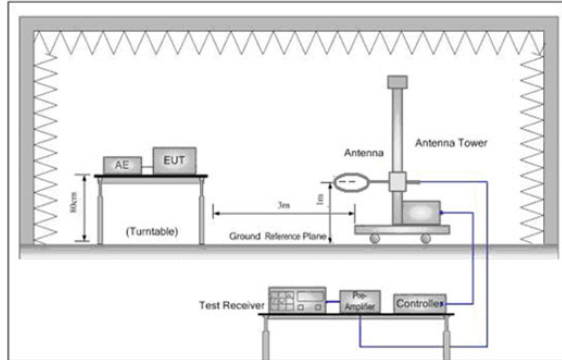 Antenna
Antenna Tower
AE
EUT
80cm
(Turntable)
3m
1m
Ground Reference Plane
Test Receiver
Pre-
Amplifier
Controller